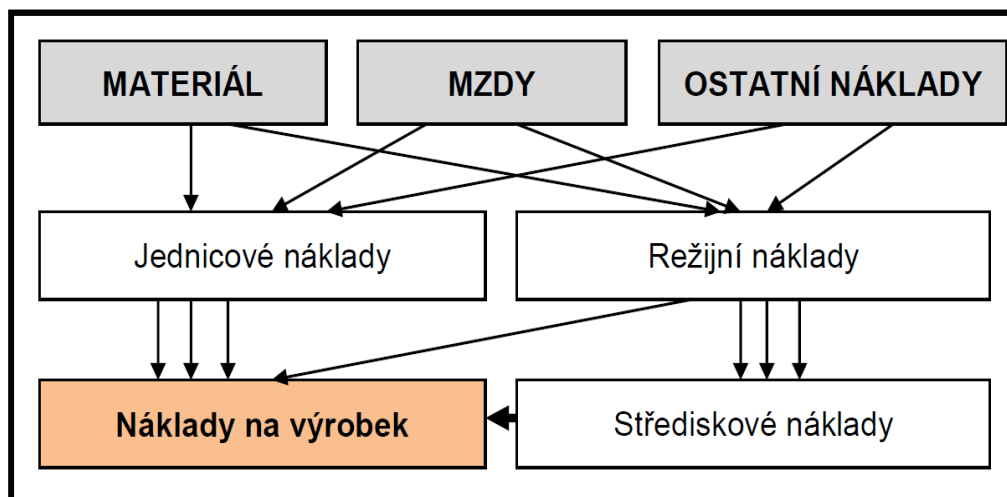 MATERIÁL
MZDY
OSTATNÍ NÁKLADY
Jednicové náklady
Režijní náklady
Náklady na výrobek
Střediskové náklady